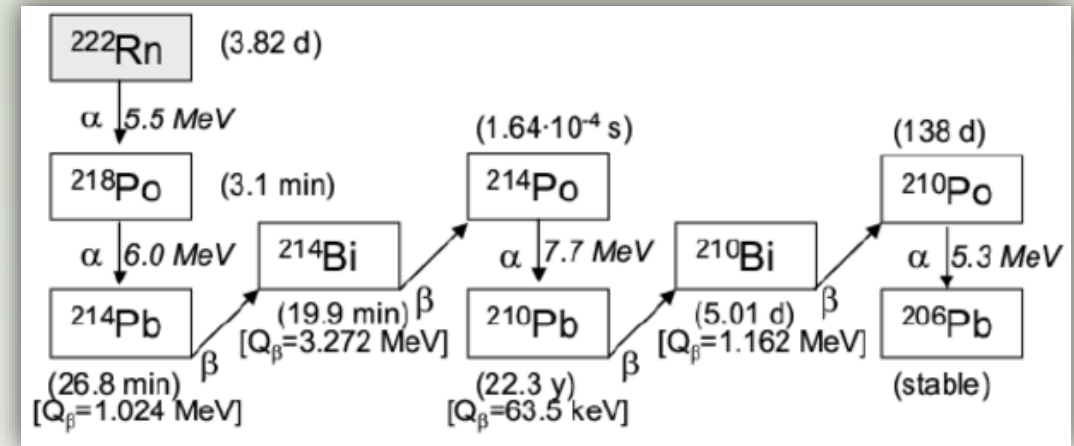 ²²²Rn (3.82 d)
α 5.5 MeV
(1.64·10⁻⁴ s) (138 d)
²¹⁸Po (3.1 min) ²¹⁴Po ²¹⁰Po
α 6.0 MeV ²¹⁴Bi α 7.7 MeV ²¹⁰Bi α 5.3 MeV
²¹⁴Pb (19.9 min) β ²¹⁰Pb (5.01 d) β ²⁰⁶Pb
[Qβ=3.272 MeV] [Qβ=1.162 MeV]
(26.8 min) β (22.3 y) β (stable)
[Qβ=1.024 MeV] [Qβ=63.5 keV]